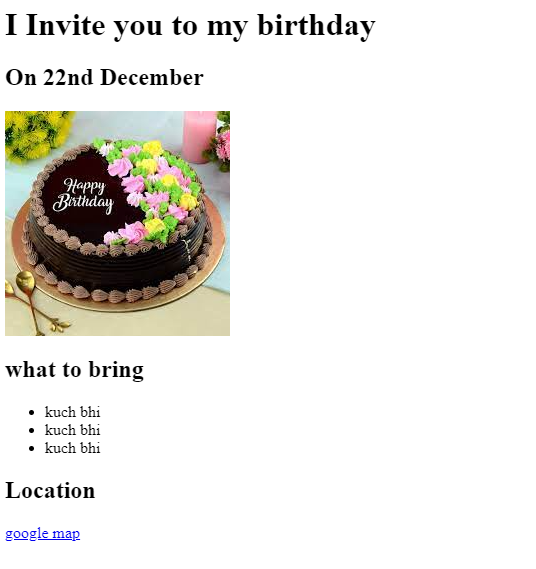 I Invite you to my birthday
On 22nd December
Happy
Birthday
what to bring
kuch bhi
kuch bhi
kuch bhi
Location
google map